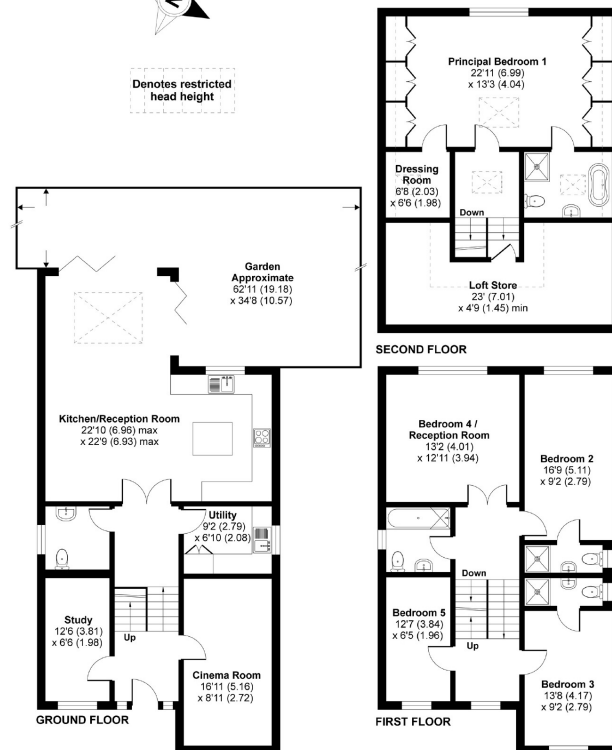 N
Denotes restricted
head height
Principal Bedroom 1
22'11 (6.99)
x 13'3 (4.04)
Dressing
Room
6'8 (2.03)
x 6'6 (1.98)
Down
Loft Store
23' (7.01)
x 4'9 (1.45) min
SECOND FLOOR
Garden
Approximate
62'11 (19.18)
x 34'8 (10.57)
Kitchen/Reception Room
22'10 (6.96) max
x 22'9 (6.93) max
Utility
9'2 (2.79)
x 6'10 (2.08)
Study
12'6 (3.81)
x 6'6 (1.98)
Up
Cinema Room
16'11 (5.16)
x 8'11 (2.72)
GROUND FLOOR
Bedroom 4 /
Reception Room
13'2 (4.01)
x 12'11 (3.94)
Bedroom 2
16'9 (5.11)
x 9'2 (2.79)
Down
Bedroom 5
12'7 (3.84)
x 6'5 (1.96)
Up
Bedroom 3
13'8 (4.17)
x 9'2 (2.79)
FIRST FLOOR